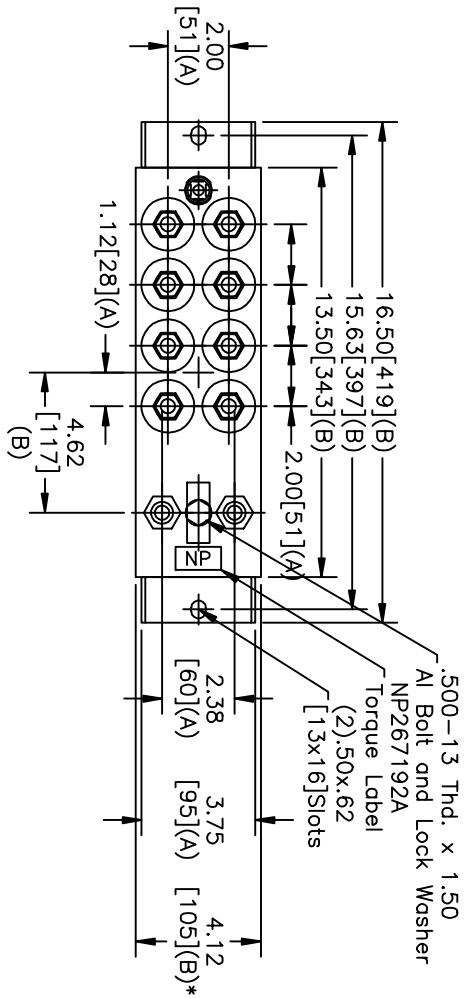 16.50[419](B)
15.63[397](B)
13.50[343](B)
2.00[51](A)
2.00
[51](A)
1.12[28](A)
4.62
[117]
(B)
.500-13 Thd. x 1.50
Al Bolt and Lock Washer
NP267192A
Torque Label
(2).50x.62
[13x16]Slots
NP
2.38
[60](A)
3.75
[95](A)
4.12
[105](B)*